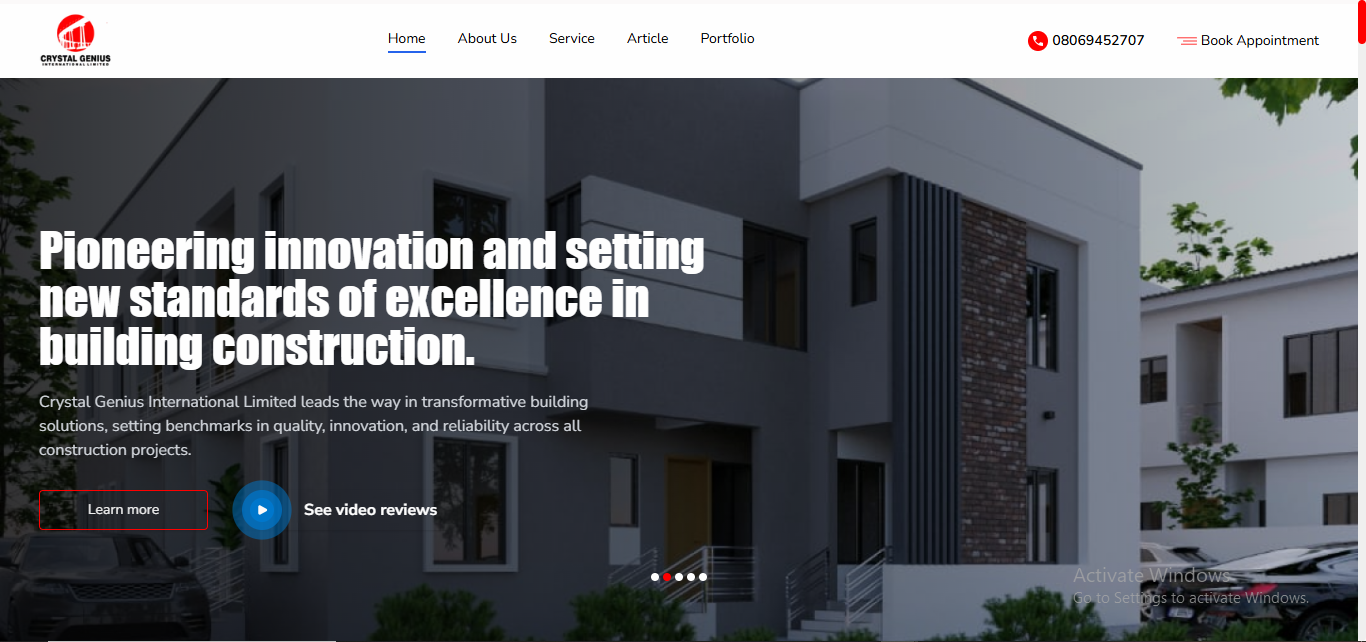 CRYSTAL GENIUS
INTERNATIONAL LIMITED
Home
About Us
Service
Article
Portfolio
08069452707
Book Appointment
Pioneering innovation and setting
new standards of excellence in
building construction.
Crystal Genius International Limited leads the way in transformative building
solutions, setting benchmarks in quality, innovation, and reliability across all
construction projects.
Learn more
See video reviews
Activate Windows
Go to Settings to activate Windows.